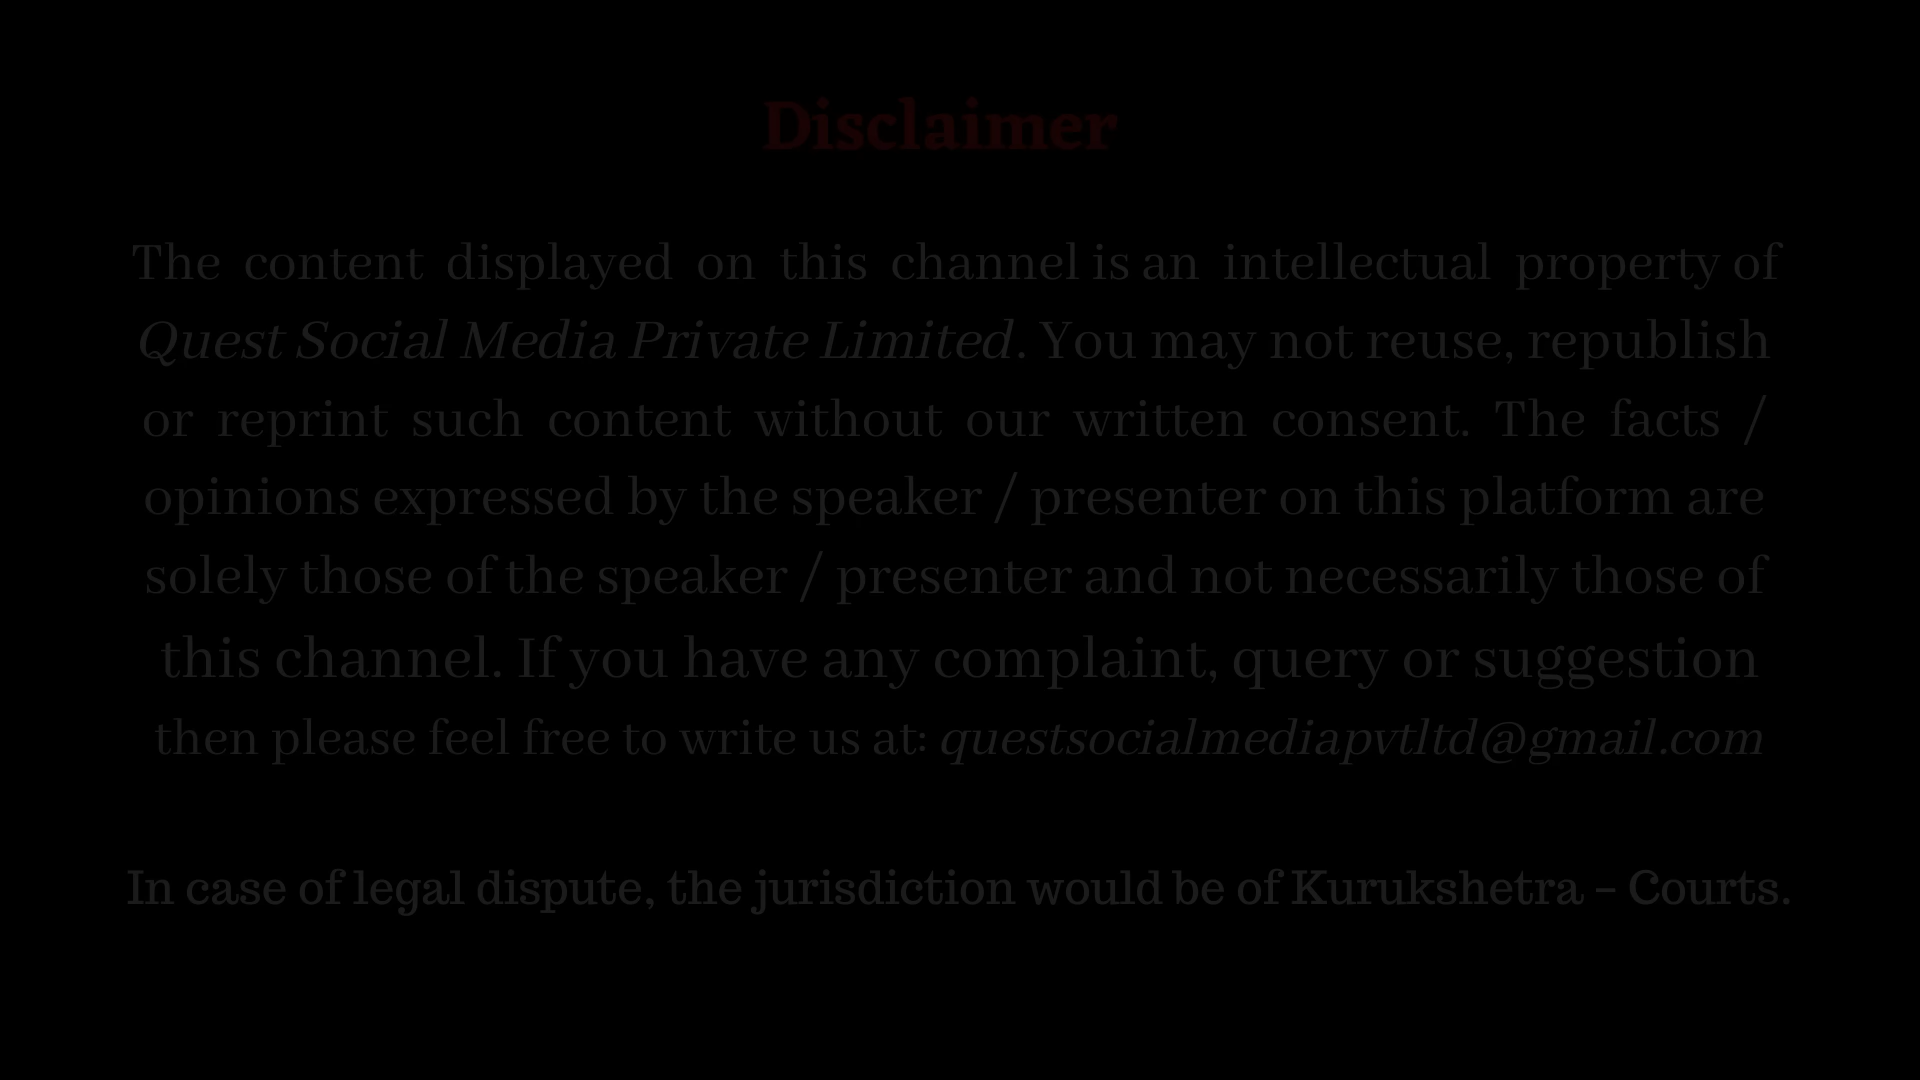 Disclaimer
The content displayed on this channel is an intellectual property of
Quest Social Media Private Limited. You may not reuse, republish
or reprint such content without our written consent. The facts /
opinions expressed by the speaker / presenter on this platform are
solely those of the speaker / presenter and not necessarily those of
this channel. If you have any complaint, query or suggestion
then please feel free to write us at: questsocialmediapvtltd@gmail.com
In case of legal dispute, the jurisdiction would be of Kurukshetra – Courts.